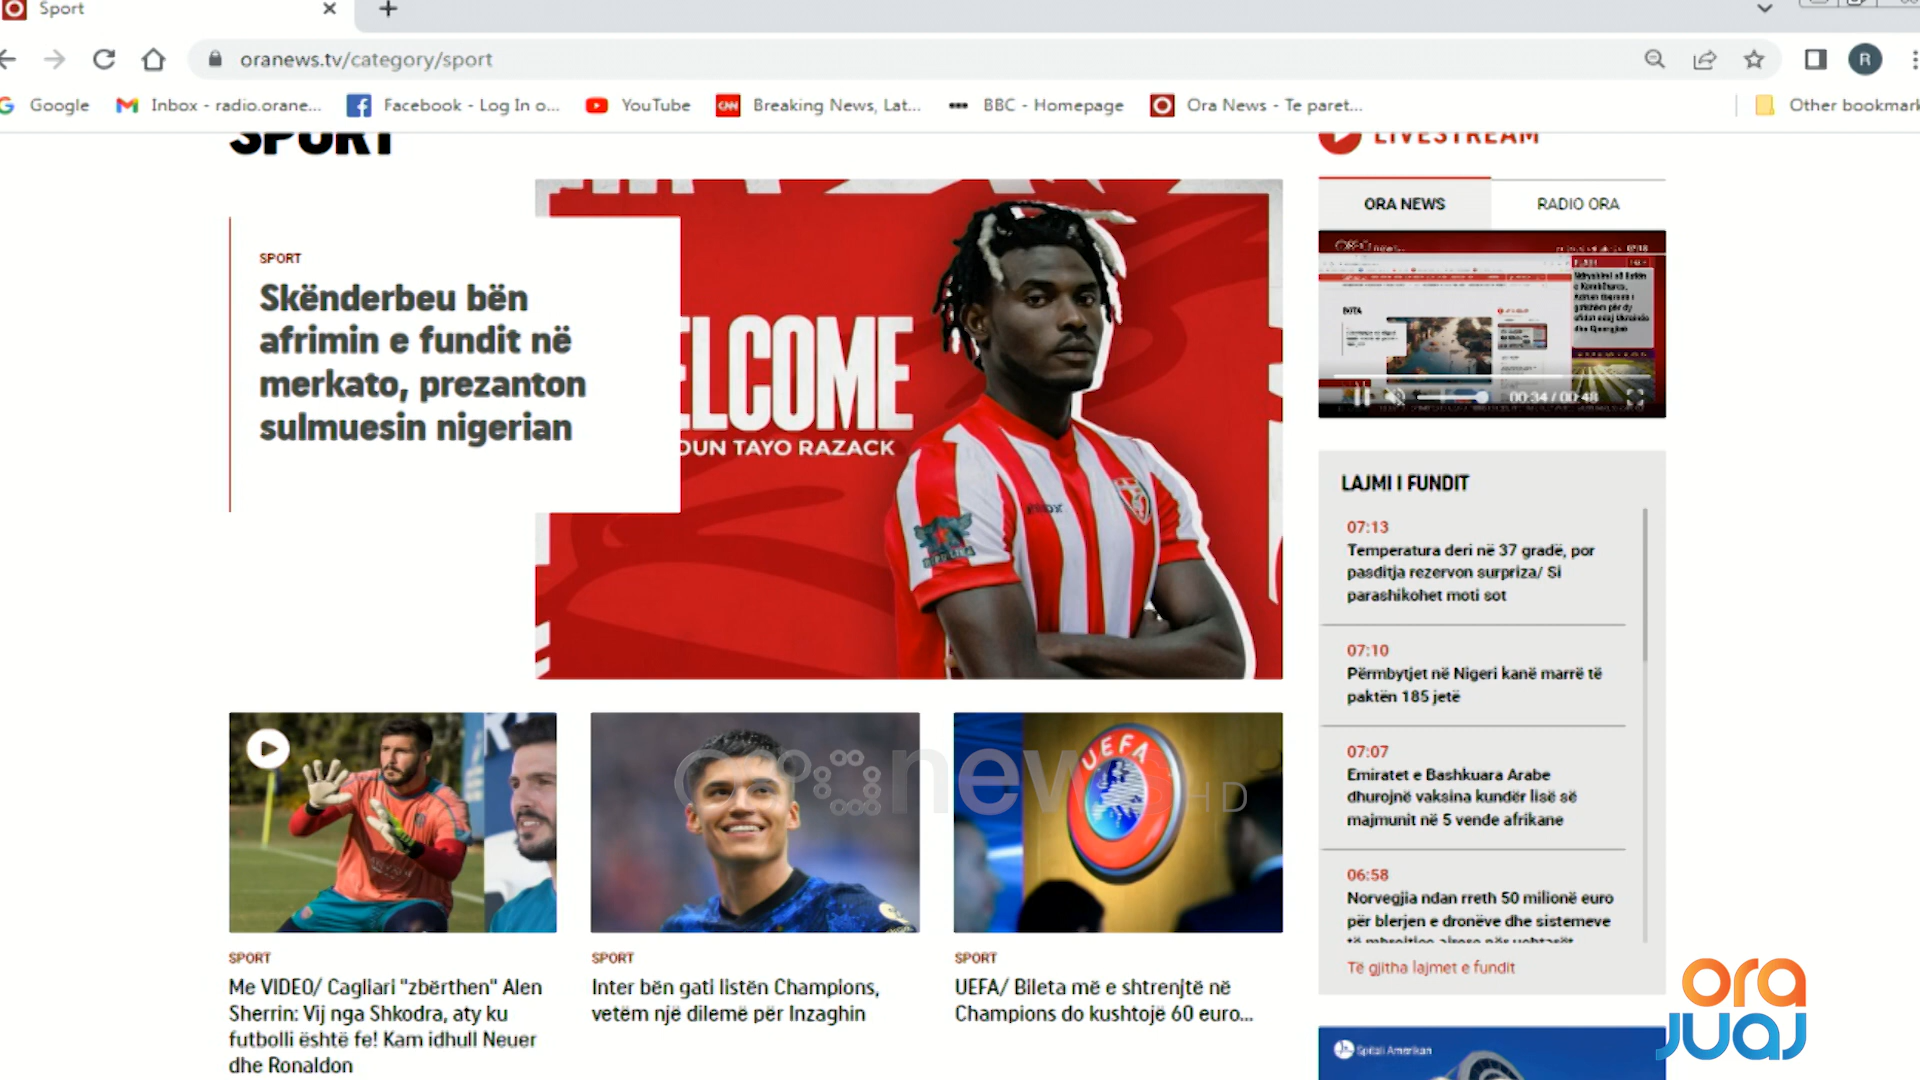 Sport
oranews.tv/category/sport
R
Google
Inbox - radio.orane...
Facebook - Log In o...
YouTube
CNN
Breaking News, Lat...
BBC - Homepage
Ora News - Te paret...
Other bookmark
SPORT
LIVESTREAM
ORA NEWS
RADIO ORA
SPORT
Skënderbeu bën
afrimin e fundit në
merkato, prezanton
sulmuesin nigerian
ELCOME
DUN TAYO RAZACK
BOTA
00:34 / 00:48
LAJMI I FUNDIT
07:13
Temperatura deri në 37 gradë, por
pasditja rezervon surpriza/ Si
parashikohet moti sot
07:10
Përmbytjet në Nigeri kanë marrë të
paktën 185 jetë
07:07
Emiratet e Bashkuara Arabe
dhurojnë vaksina kundër lisë së
majmunit në 5 vende afrikane
06:58
Norvegjia ndan rreth 50 milionë euro
për blerjen e dronëve dhe sistemeve
Të gjitha lajmet e fundit
UEFA
ora news HD
SPORT
Me VIDEO/ Cagliari "zbërthen" Alen
Sherrin: Vij nga Shkodra, aty ku
futbolli është fe! Kam idhull Neuer
dhe Ronaldon
SPORT
Inter bën gati listën Champions,
vetëm një dilemë për Inzaghin
SPORT
UEFA/ Bileta më e shtrenjtë në
Champions do kushtojë 60 euro...
Spitali Amerikan
ora
JUAJ